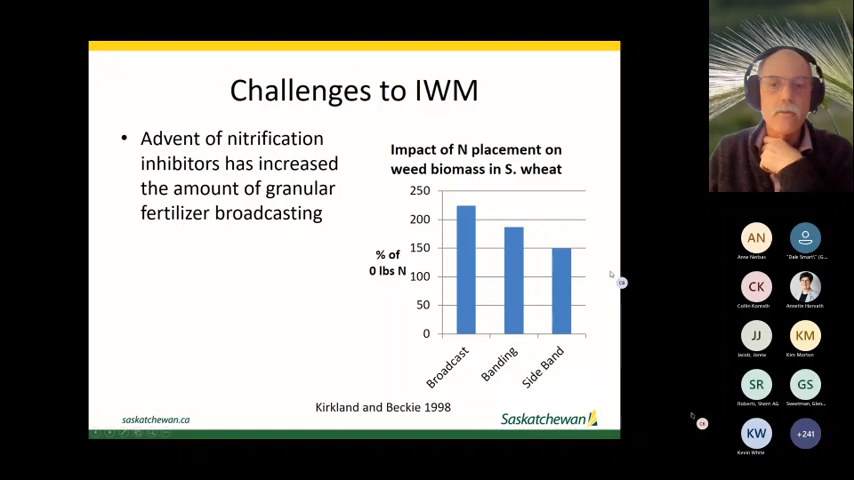 Challenges to IWM
• Advent of nitrification
inhibitors has increased
the amount of granular
fertilizer broadcasting
Impact of N placement on
weed biomass in S. wheat
% of
0 lbs N
250
200
150
100
50
0
Broadcast
Banding
Side Band
Kirkland and Beckie 1998
saskatchewan.ca
Saskatchewan
CB
CK
AN
Anne Nerbas
"Dale Smart\" (G...
CK
Collin Konrath
Annette Horvath
JJ
Jacob, Jonna
KM
Kim Morton
SR
Roberts, Sherri AG
GS
Sweetman, Glen...
KW
Kevin White
+241